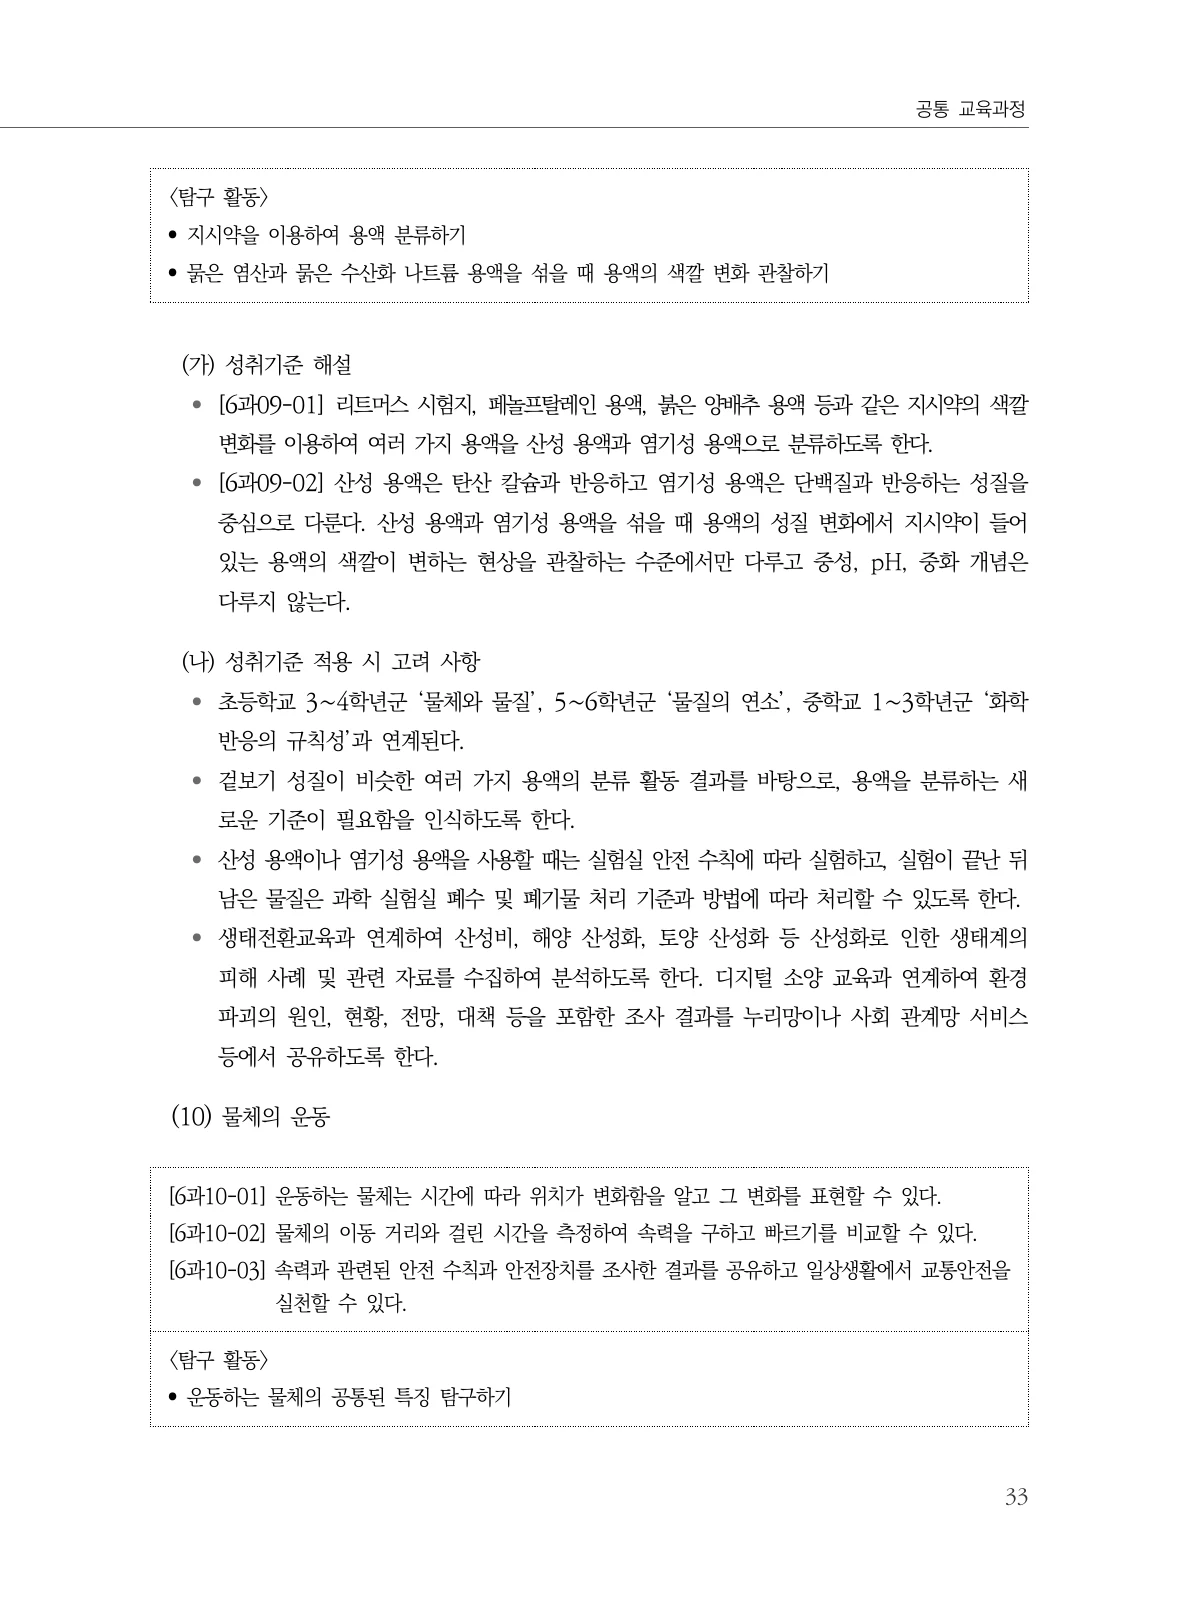 공통 교육과정
〈탐구 활동〉
• 지시약을 이용하여 용액 분류하기
• 묽은 염산과 묽은 수산화 나트륨 용액을 섞을 때 용액의 색깔 변화 관찰하기
(가) 성취기준 해설
• [6과09-01] 리트머스 시험지, 페놀프탈레인 용액, 붉은 양배추 용액 등과 같은 지시약의 색깔
변화를 이용하여 여러 가지 용액을 산성 용액과 염기성 용액으로 분류하도록 한다.
• [6과09-02] 산성 용액은 탄산 칼슘과 반응하고 염기성 용액은 단백질과 반응하는 성질을
중심으로 다룬다. 산성 용액과 염기성 용액을 섞을 때 용액의 성질 변화에서 지시약이 들어
있는 용액의 색깔이 변하는 현상을 관찰하는 수준에서만 다루고 중성, pH, 중화 개념은
다루지 않는다.
(나) 성취기준 적용 시 고려 사항
• 초등학교 3~4학년군 ‘물체와 물질’, 5~6학년군 ‘물질의 연소’, 중학교 1~3학년군 ‘화학
반응의 규칙성’과 연계된다.
• 겉보기 성질이 비슷한 여러 가지 용액의 분류 활동 결과를 바탕으로, 용액을 분류하는 새
로운 기준이 필요함을 인식하도록 한다.
• 산성 용액이나 염기성 용액을 사용할 때는 실험실 안전 수칙에 따라 실험하고, 실험이 끝난 뒤
남은 물질은 과학 실험실 폐수 및 폐기물 처리 기준과 방법에 따라 처리할 수 있도록 한다.
• 생태전환교육과 연계하여 산성비, 해양 산성화, 토양 산성화 등 산성화로 인한 생태계의
피해 사례 및 관련 자료를 수집하여 분석하도록 한다. 디지털 소양 교육과 연계하여 환경
파괴의 원인, 현황, 전망, 대책 등을 포함한 조사 결과를 누리망이나 사회 관계망 서비스
등에서 공유하도록 한다.
(10) 물체의 운동
[6과10-01] 운동하는 물체는 시간에 따라 위치가 변화함을 알고 그 변화를 표현할 수 있다.
[6과10-02] 물체의 이동 거리와 걸린 시간을 측정하여 속력을 구하고 빠르기를 비교할 수 있다.
[6과10-03] 속력과 관련된 안전 수칙과 안전장치를 조사한 결과를 공유하고 일상생활에서 교통안전을
실천할 수 있다.
〈탐구 활동〉
• 운동하는 물체의 공통된 특징 탐구하기
33